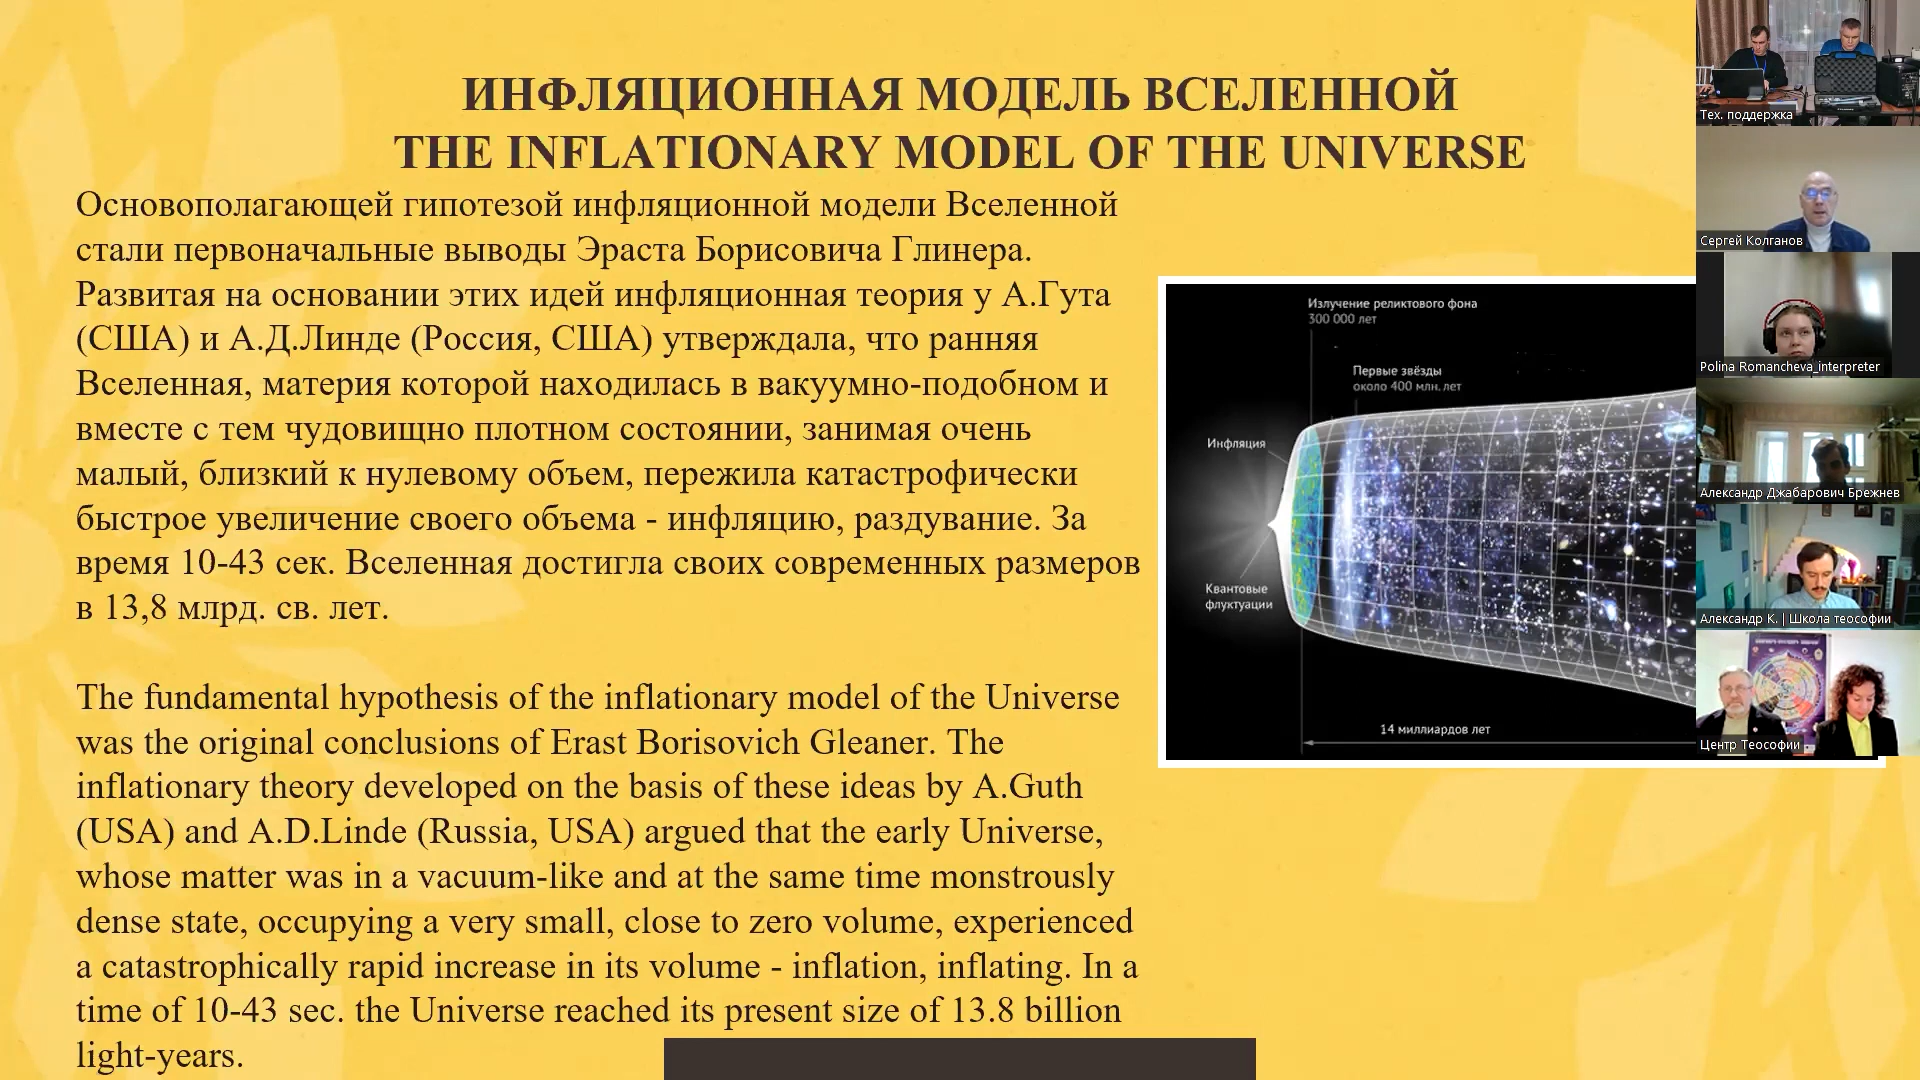 ИНФЛЯЦИОННАЯ МОДЕЛЬ ВСЕЛЕННОЙ
THE INFLATIONARY MODEL OF THE UNIVERSE
Основополагающей гипотезой инфляционной модели Вселенной
стали первоначальные выводы Эраста Борисовича Глинера.
Развитая на основании этих идей инфляционная теория у А.Гута
(США) и А.Д.Линде (Россия, США) утверждала, что ранняя
Вселенная, материя которой находилась в вакуумно-подобном и
вместе с тем чудовищно плотном состоянии, занимая очень
малый, близкий к нулевому объем, пережила катастрофически
быстрое увеличение своего объема - инфляцию, раздувание. За
время 10-43 сек. Вселенная достигла своих современных размеров
в 13,8 млрд. св. лет.
The fundamental hypothesis of the inflationary model of the Universe
was the original conclusions of Erast Borisovich Gleaner. The
inflationary theory developed on the basis of these ideas by A.Guth
(USA) and A.D.Linde (Russia, USA) argued that the early Universe,
whose matter was in a vacuum-like and at the same time monstrously
dense state, occupying a very small, close to zero volume, experienced
a catastrophically rapid increase in its volume - inflation, inflating. In a
time of 10-43 sec. the Universe reached its present size of 13.8 billion
light-years.
Излучение реликтового фона
300 000 лет
Первые звёзды
около 400 млн. лет
Инфляция
Квантовые
флуктуации
14 миллиардов лет
Тех. поддержка
Сергей Колганов
Polina Romancheva_interpreter
Александр Джабарович Брежнев
Александр К. | Школа теософии
Центр Теософии